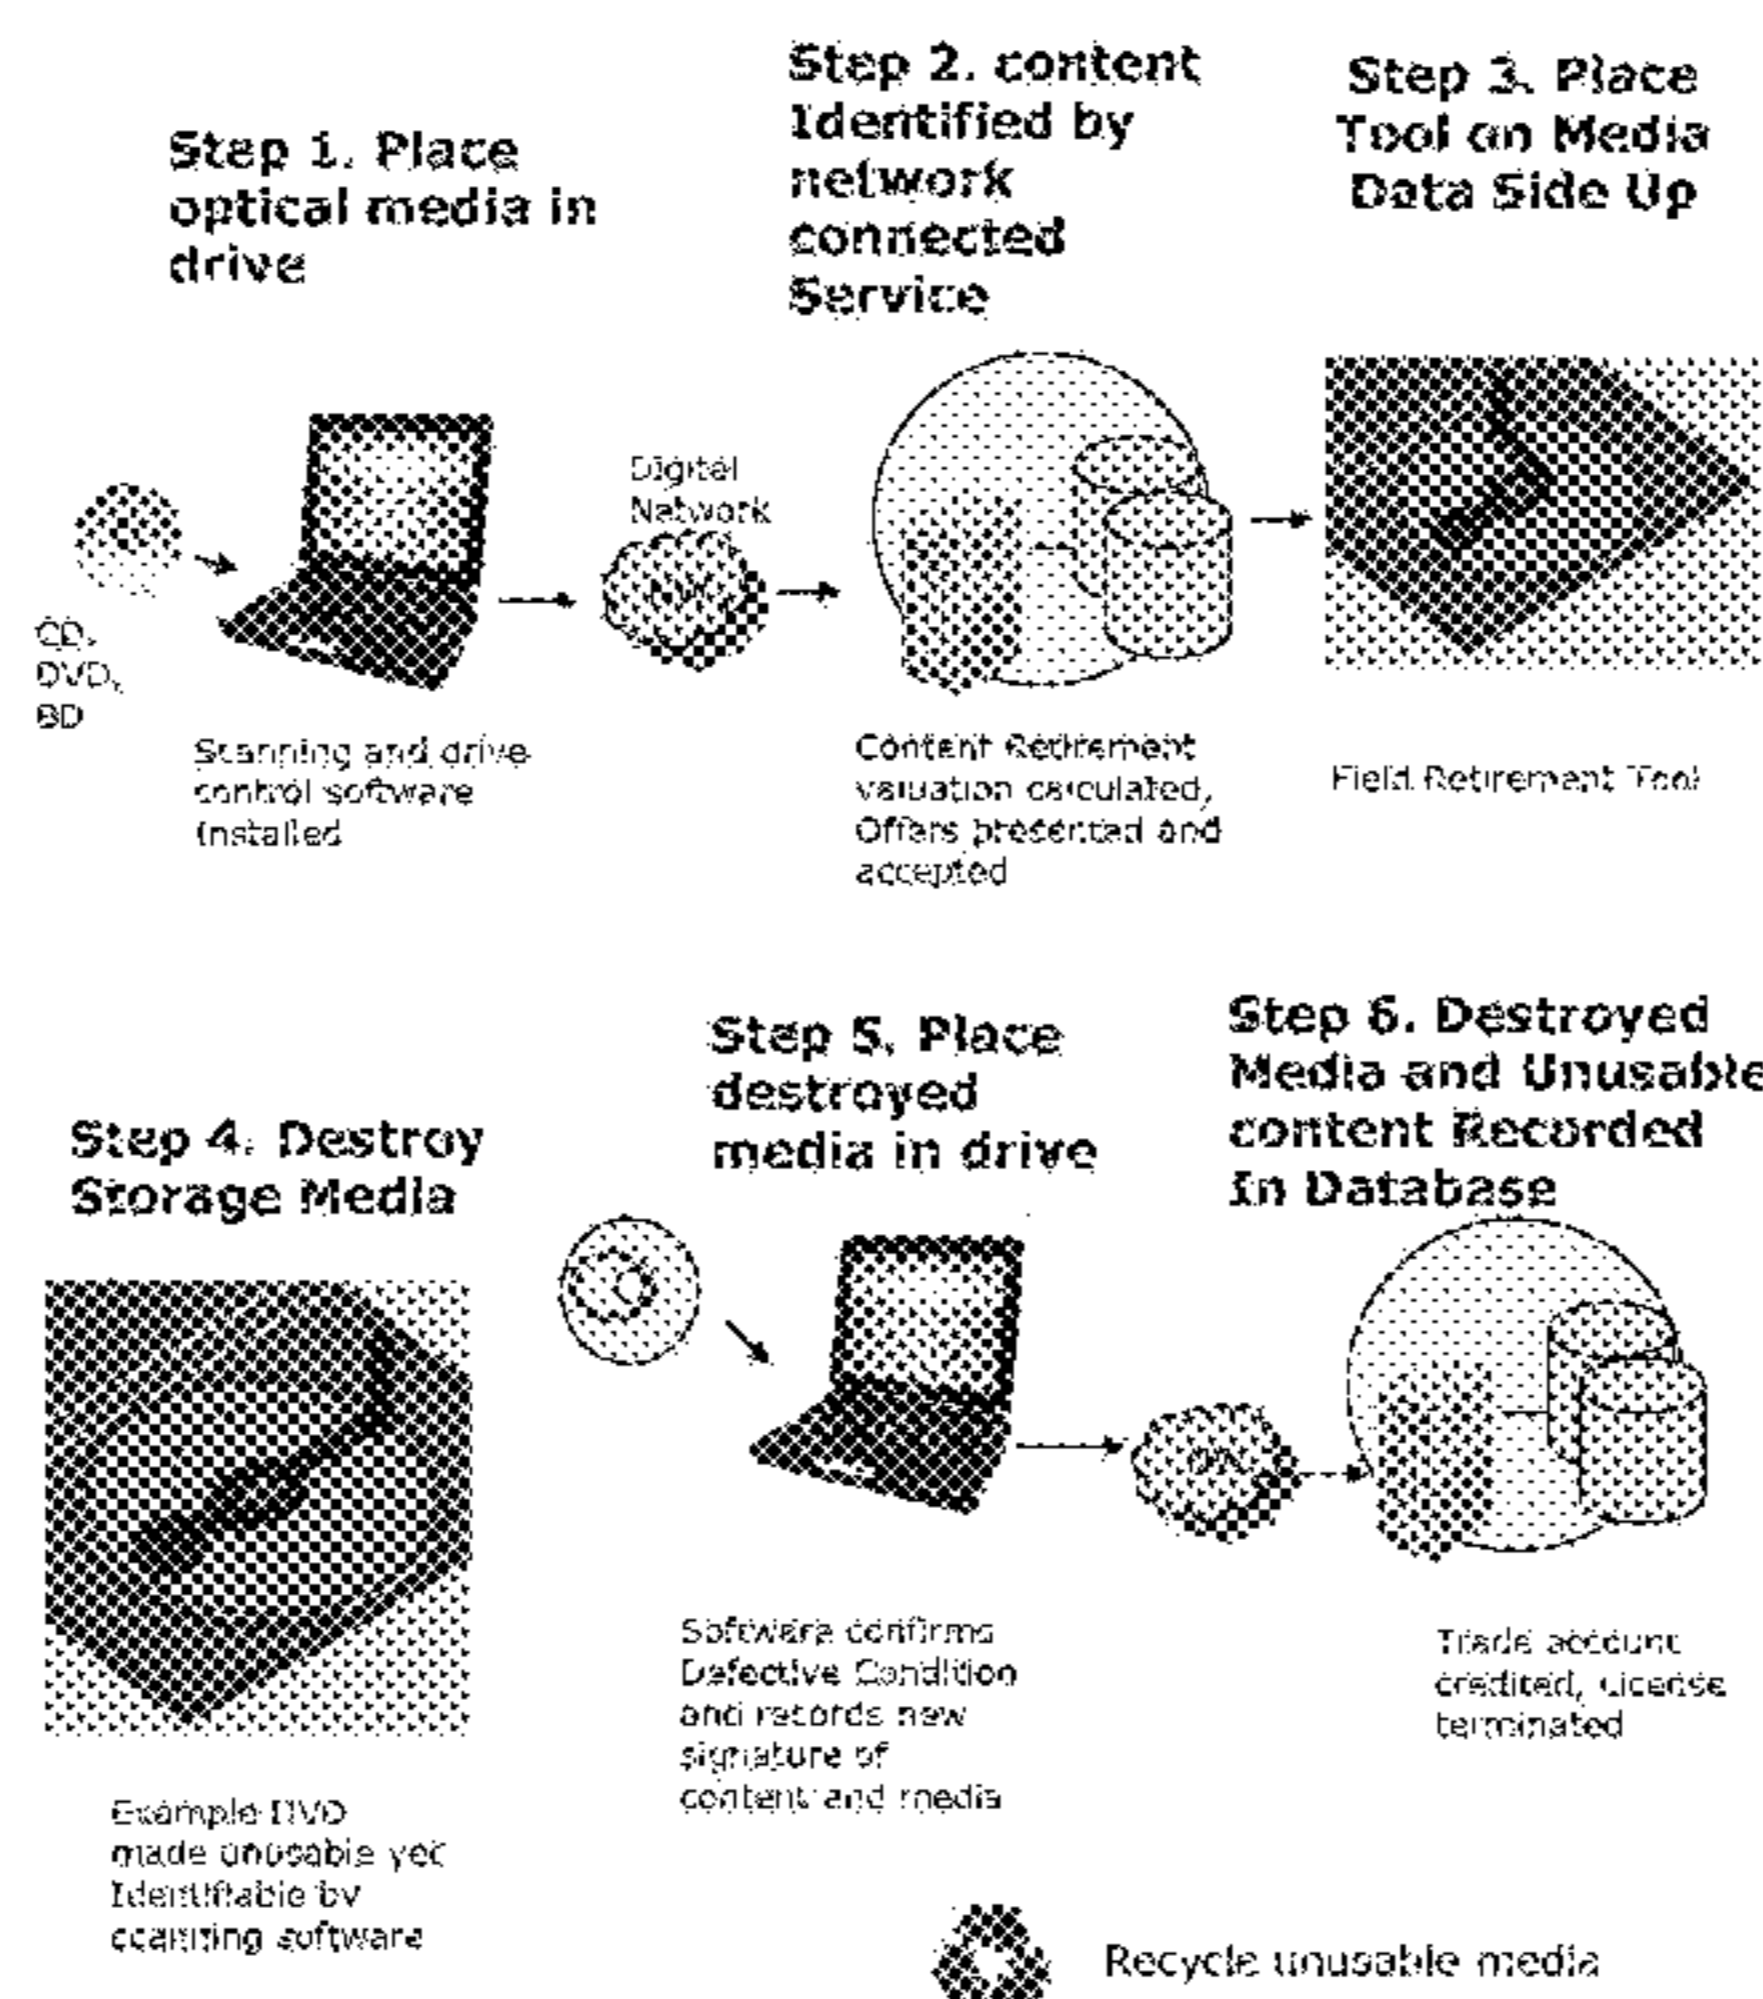 Step 1. Place
optical media in
drive
Step 2. content
Identified by
network
connected
Service
Step 3. Place
Tool on Media
Data Side Up
Digital
Network
CD,
DVD,
BD
Scanning and drive
control software
installed
Content Retirement
valuation calculated,
Offers presented and
accepted
Field Retirement Tool
Step 4. Destroy
Storage Media
Step 5. Place
destroyed
media in drive
Step 6. Destroyed
Media and Unusable
content Recorded
In Database
Example DVD
made unusable yet
Identifiable by
scanning software
Software confirms
Defective Condition
and records new
signature of
content and media
Trade account
credited, License
terminated
Recycle unusable media